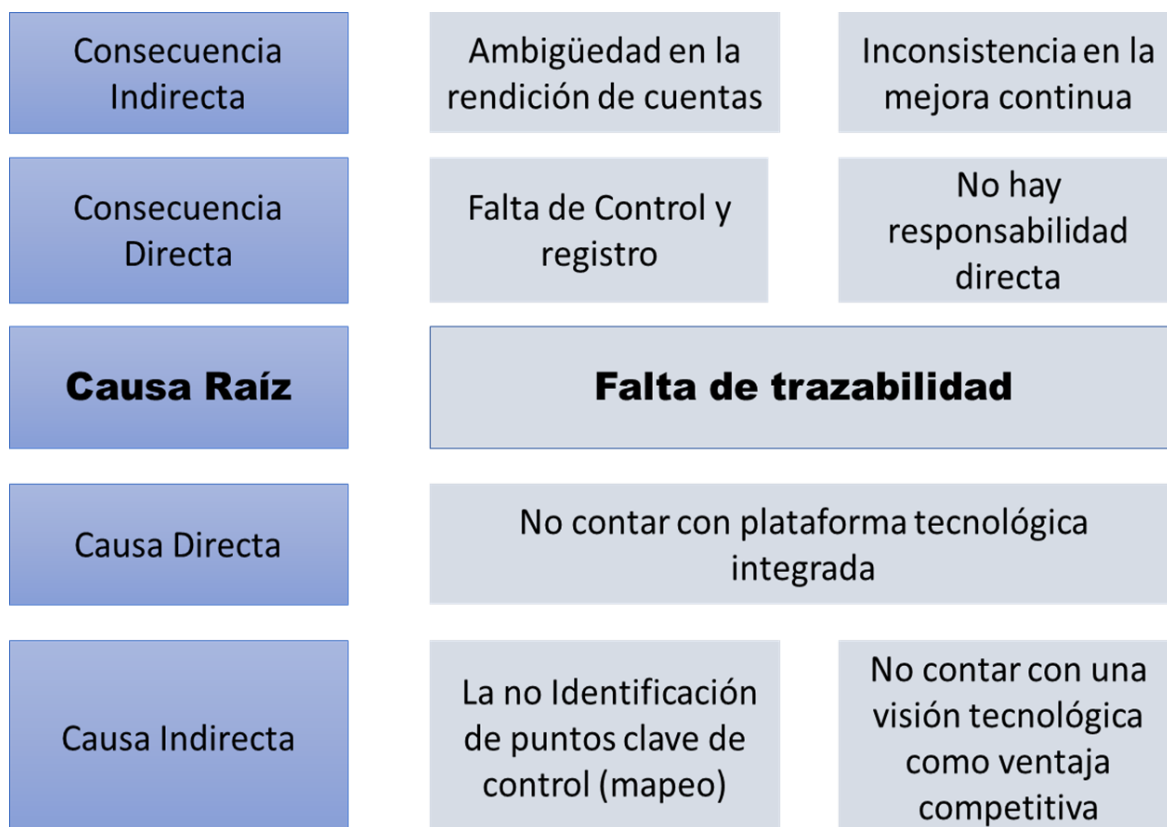 Consecuencia
Indirecta
Ambigüedad en la
rendición de cuentas
Inconsistencia en la
mejora continua
Consecuencia
Directa
Falta de Control y
registro
No hay
responsabilidad
directa
Causa Raíz
Falta de trazabilidad
Causa Directa
No contar con plataforma tecnológica
integrada
Causa Indirecta
La no Identificación
de puntos clave de
control (mapeo)
No contar con una
visión tecnológica
como ventaja
competitiva